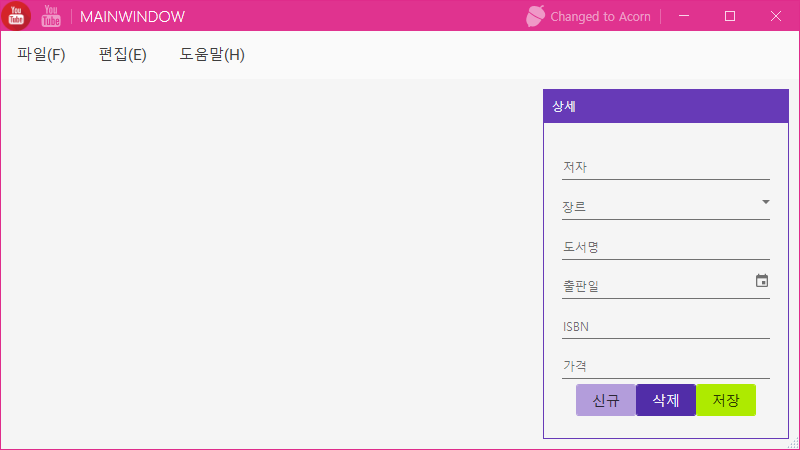 You Tube You Tube MAINWINDOW Changed to Acorn
파일(F) 편집(E) 도움말(H)
상세
저자
장르
도서명
출판일
ISBN
가격
신규 삭제 저장